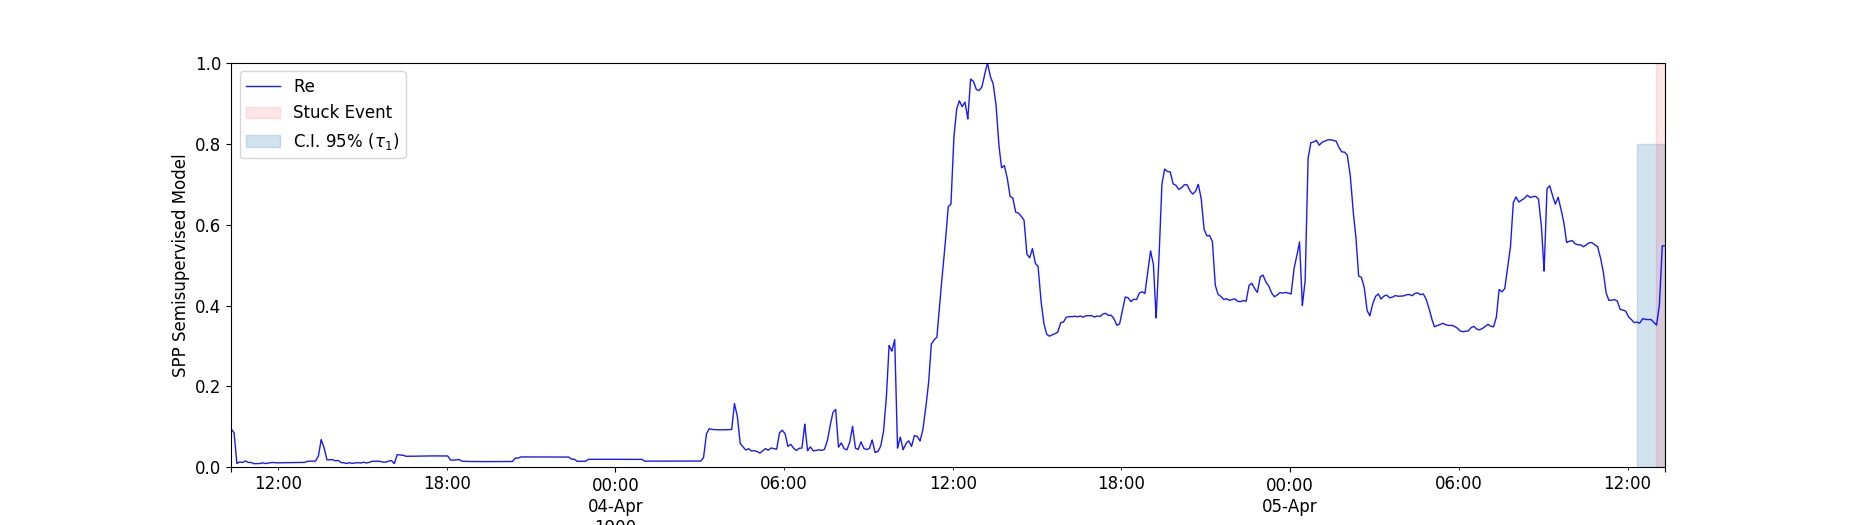 1.0
0.8
0.6
0.4
0.2
0.0
SPP Semisupervised Model
Re
Stuck Event
C.I. 95% (τ₁)
12:00 18:00 00:00 06:00 12:00 18:00 00:00 06:00 12:00
04-Apr 05-Apr
1900